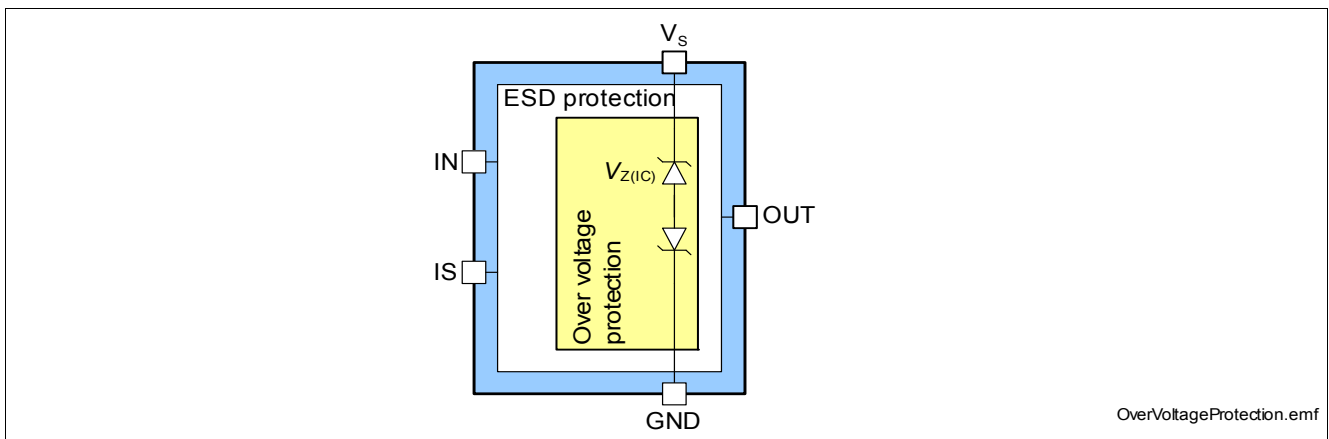 VS
ESD protection
IN
VZ(IC)
OUT
Over voltage
protection
IS
GND
OverVoltageProtection.emf